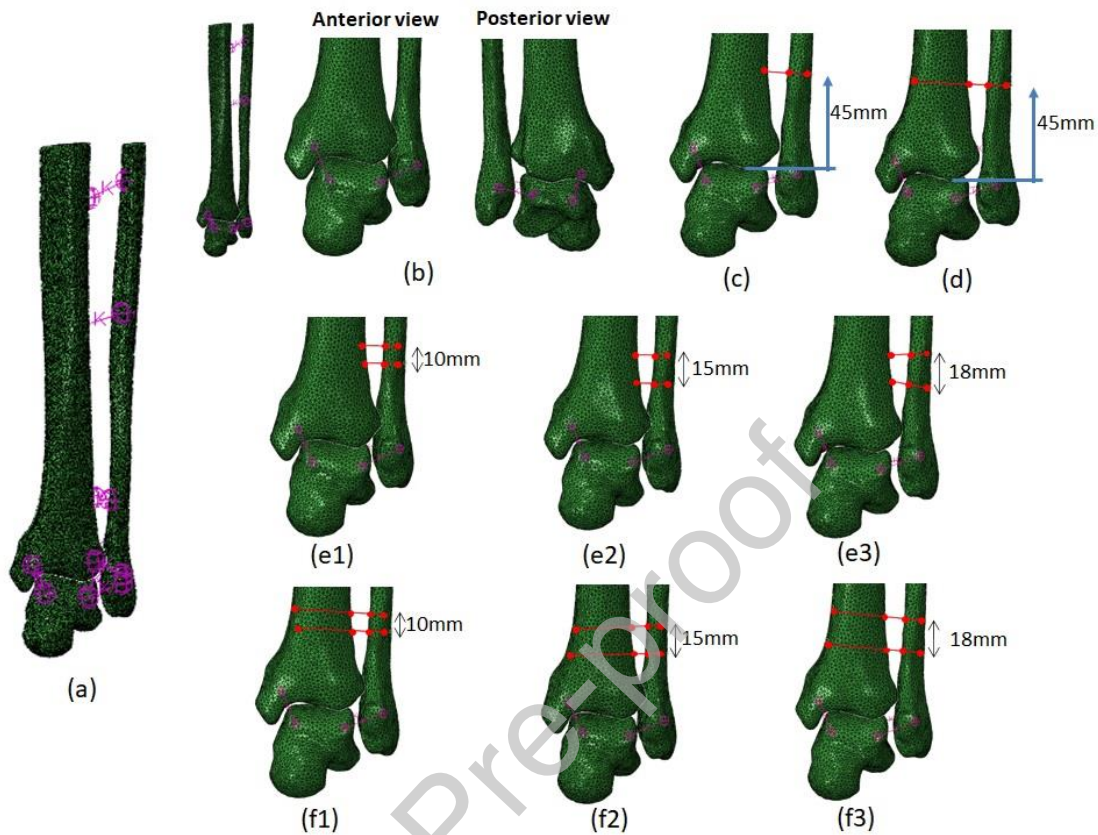 Anterior view
Posterior view
45mm
45mm
(b)
(c)
(d)
10mm
15mm
18mm
(a)
(e1)
(e2)
(e3)
10mm
15mm
18mm
(f1)
(f2)
(f3)
Pre-proof